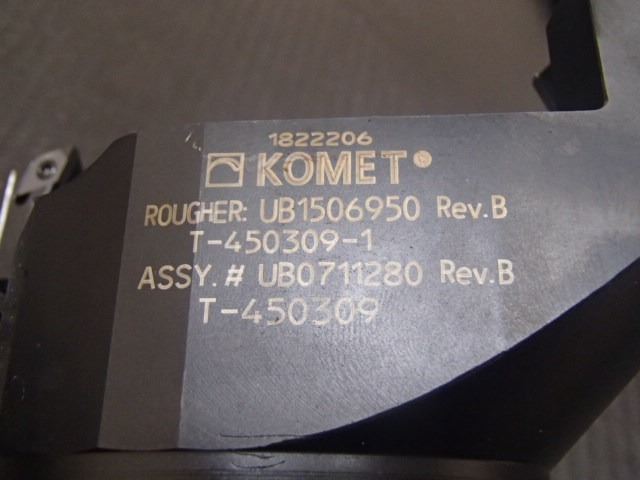 1822206
KOMET®
ROUGHER: UB1506950 Rev.B
T-450309-1
ASSY.# UB0711280 Rev.B
T-450309